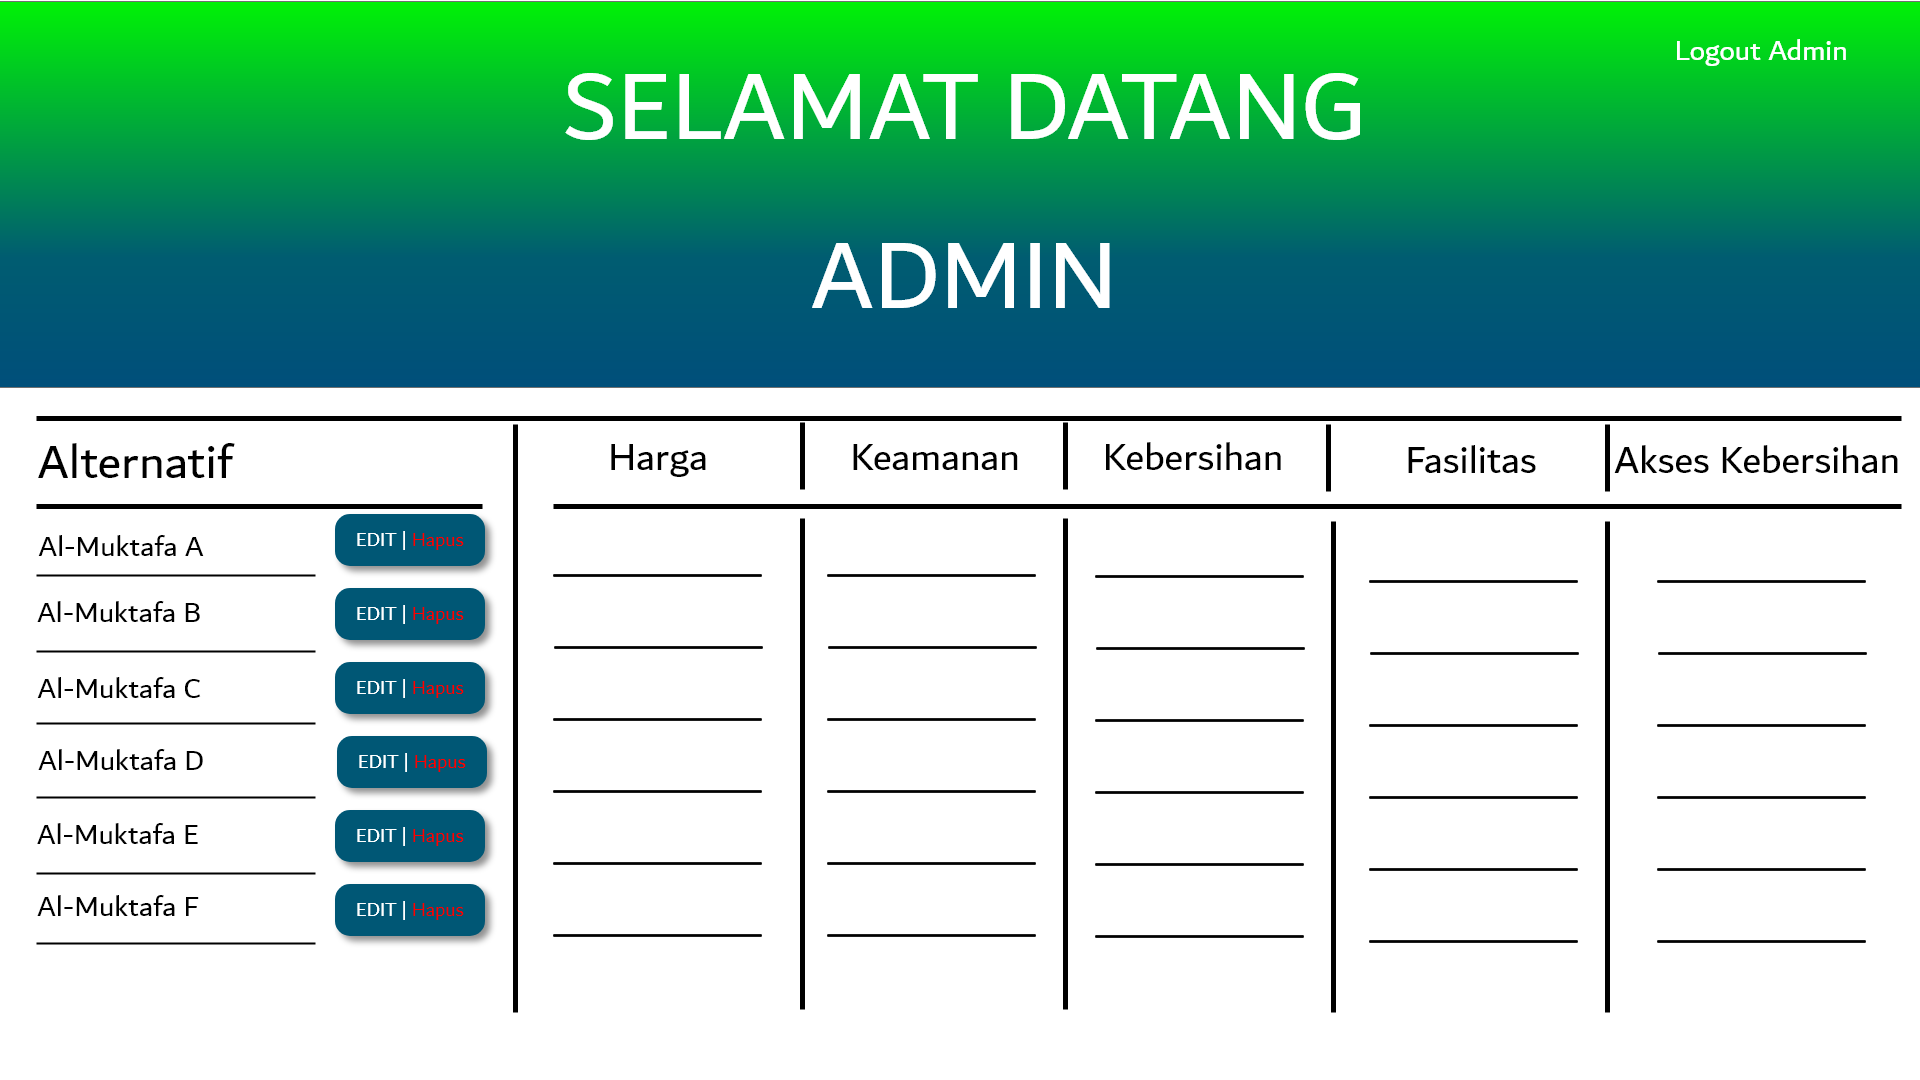 Logout Admin
SELAMAT DATANG
ADMIN
Alternatif
Harga
Keamanan
Kebersihan
Fasilitas
Akses Kebersihan
Al-Muktafa A
EDIT | Hapus
Al-Muktafa B
EDIT | Hapus
Al-Muktafa C
EDIT | Hapus
Al-Muktafa D
EDIT | Hapus
Al-Muktafa E
EDIT | Hapus
Al-Muktafa F
EDIT | Hapus